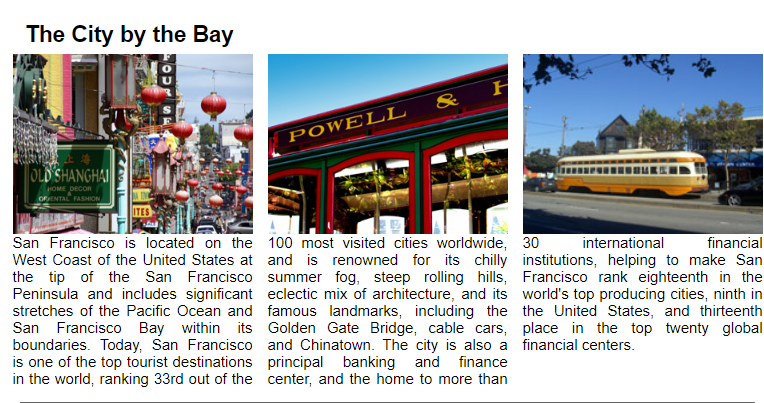 The City by the Bay
FOUR S
止 海
OLD SHANGHAI
HOME DECOR
ORIENTAL FASHION
ITES
POWELL & H
San Francisco is located on the
West Coast of the United States at
the tip of the San Francisco
Peninsula and includes significant
stretches of the Pacific Ocean and
San Francisco Bay within its
boundaries. Today, San Francisco
is one of the top tourist destinations
in the world, ranking 33rd out of the
100 most visited cities worldwide,
and is renowned for its chilly
summer fog, steep rolling hills,
eclectic mix of architecture, and its
famous landmarks, including the
Golden Gate Bridge, cable cars,
and Chinatown. The city is also a
principal banking and finance
center, and the home to more than
30 international financial
institutions, helping to make San
Francisco rank eighteenth in the
world's top producing cities, ninth in
the United States, and thirteenth
place in the top twenty global
financial centers.